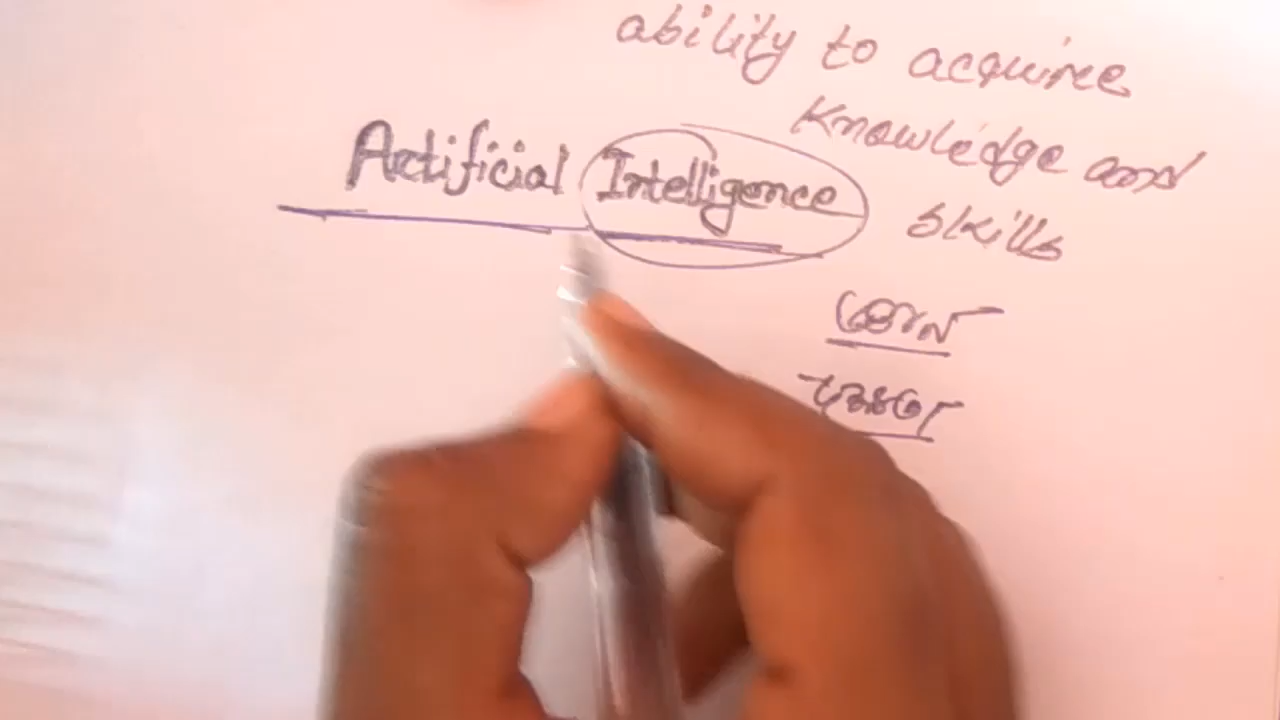 ability to acquire
Knowledge and
skills
Artificial Intelligence